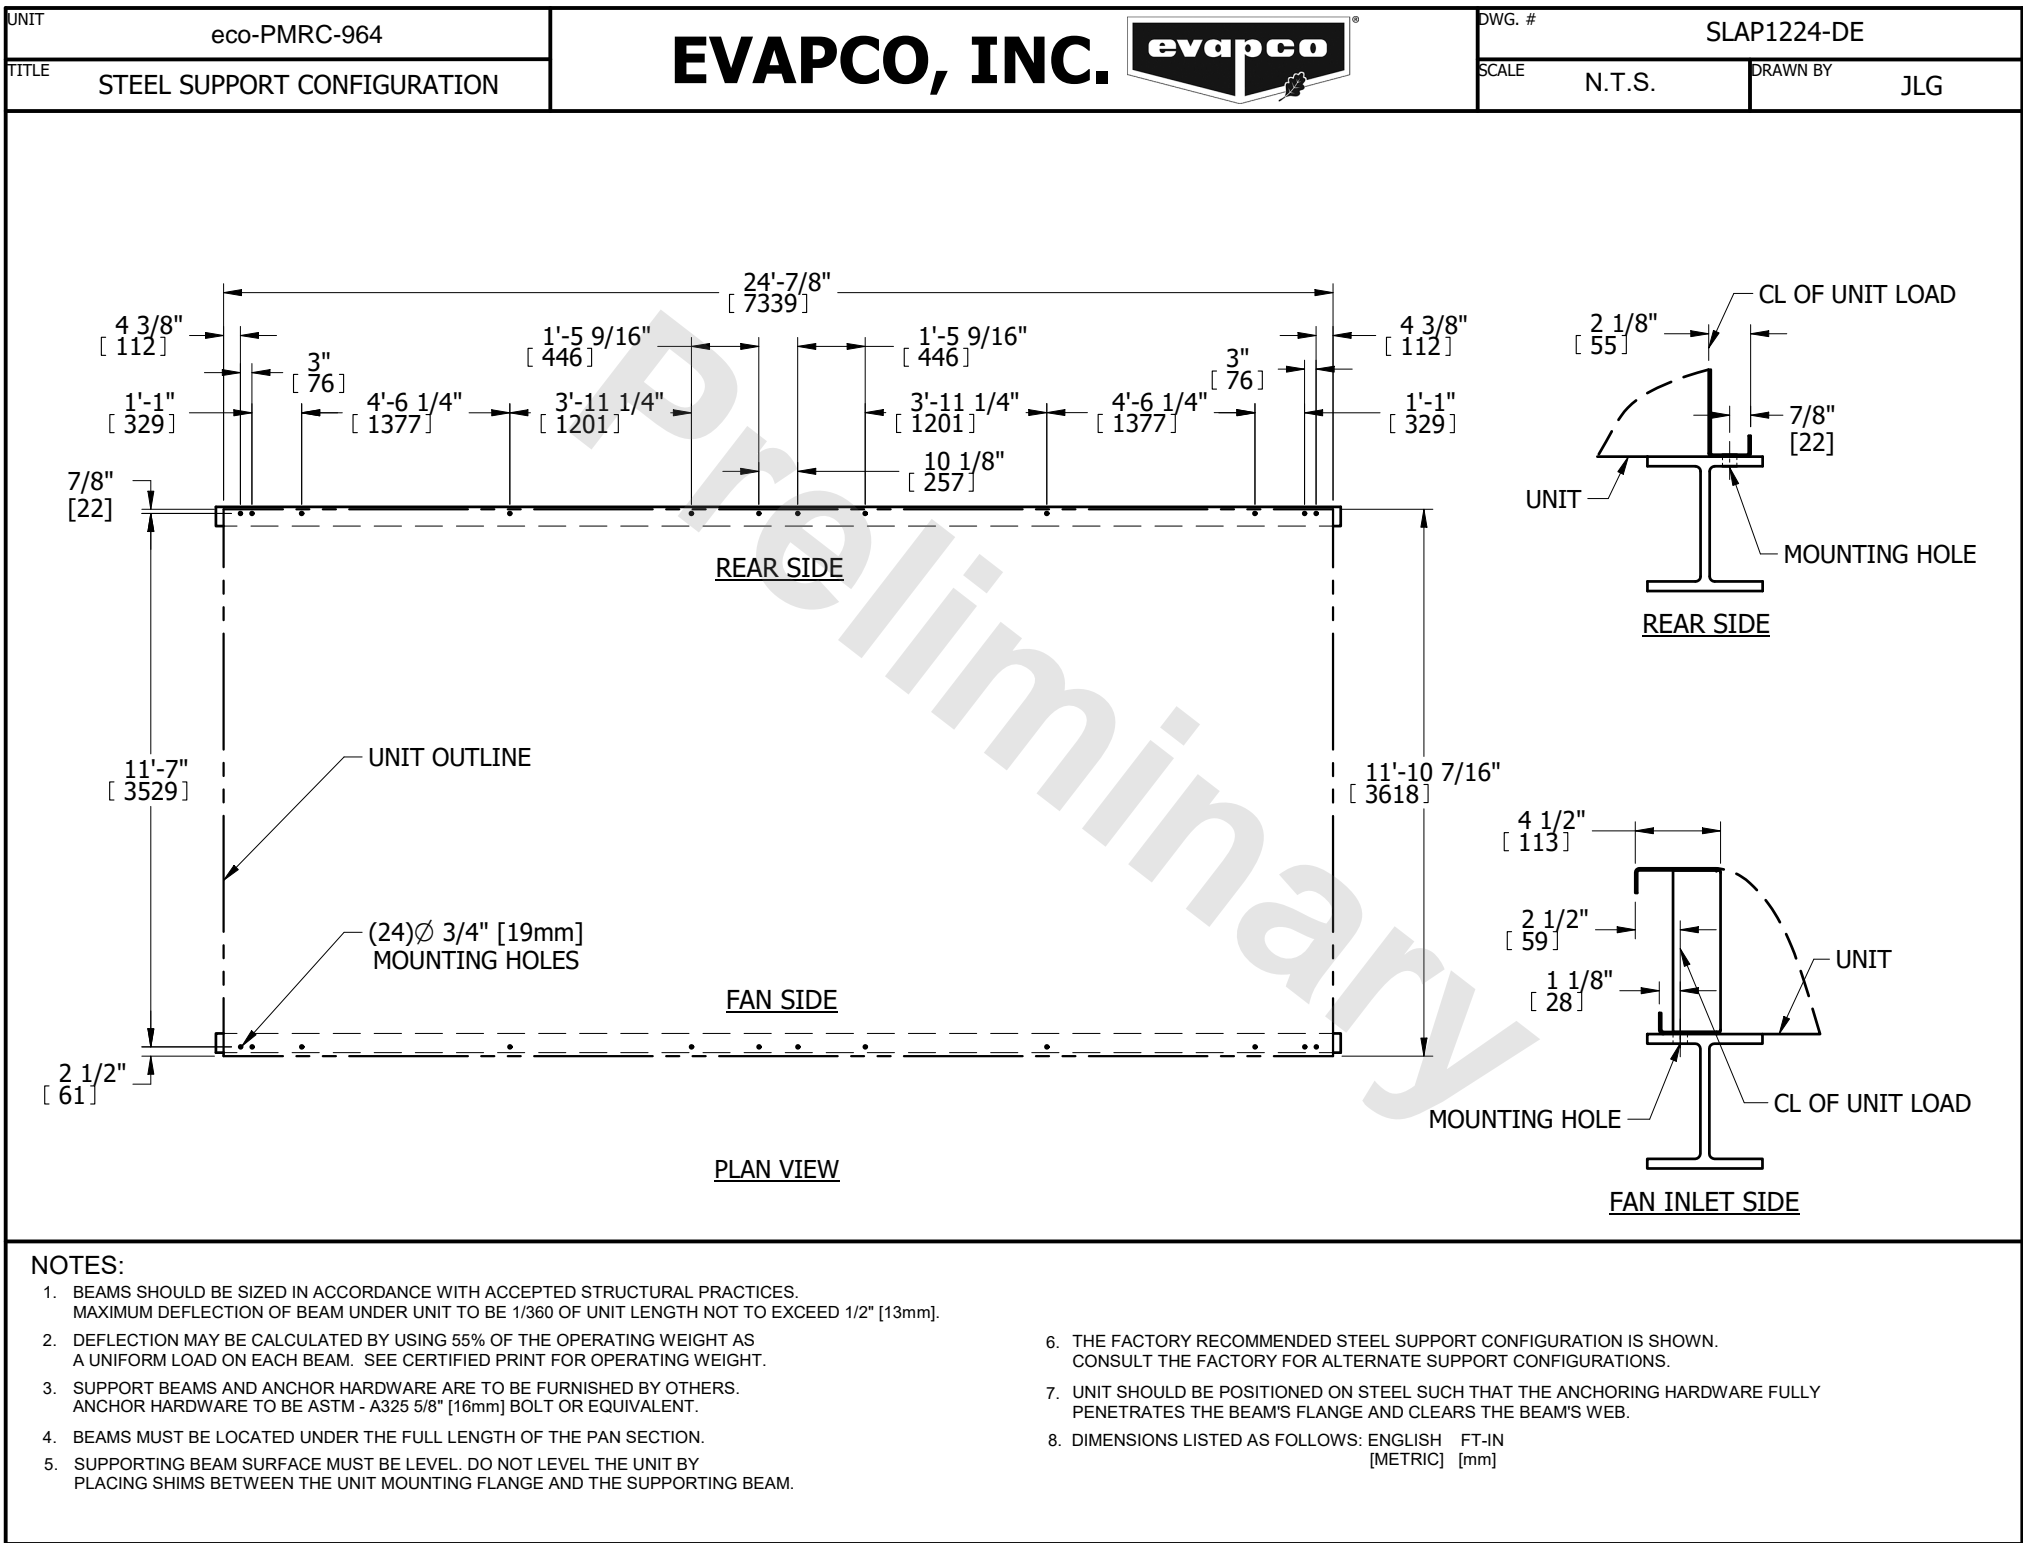 UNIT
eco-PMRC-964
TITLE
STEEL SUPPORT CONFIGURATION
EVAPCO, INC.
evapco
®
DWG. #
SLAP1224-DE
SCALE
N.T.S.
DRAWN BY
JLG
24'-7/8"
[ 7339]
4 3/8"
[ 112]
3"
[ 76]
1'-5 9/16"
[ 446]
1'-5 9/16"
[ 446]
4 3/8"
[ 112]
3"
[ 76]
1'-1"
[ 329]
4'-6 1/4"
[ 1377]
3'-11 1/4"
[ 1201]
3'-11 1/4"
[ 1201]
4'-6 1/4"
[ 1377]
1'-1"
[ 329]
10 1/8"
[ 257]
7/8"
[22]
REAR SIDE
UNIT OUTLINE
11'-7"
[ 3529]
11'-10 7/16"
[ 3618]
(24)Ø 3/4" [19mm]
MOUNTING HOLES
FAN SIDE
2 1/2"
[ 61]
PLAN VIEW
Preliminary
CL OF UNIT LOAD
2 1/8"
[ 55]
7/8"
[22]
UNIT
MOUNTING HOLE
REAR SIDE
4 1/2"
[ 113]
2 1/2"
[ 59]
1 1/8"
[ 28]
UNIT
CL OF UNIT LOAD
MOUNTING HOLE
FAN INLET SIDE
NOTES:
1. BEAMS SHOULD BE SIZED IN ACCORDANCE WITH ACCEPTED STRUCTURAL PRACTICES.
MAXIMUM DEFLECTION OF BEAM UNDER UNIT TO BE 1/360 OF UNIT LENGTH NOT TO EXCEED 1/2" [13mm].
2. DEFLECTION MAY BE CALCULATED BY USING 55% OF THE OPERATING WEIGHT AS
A UNIFORM LOAD ON EACH BEAM. SEE CERTIFIED PRINT FOR OPERATING WEIGHT.
3. SUPPORT BEAMS AND ANCHOR HARDWARE ARE TO BE FURNISHED BY OTHERS.
ANCHOR HARDWARE TO BE ASTM - A325 5/8" [16mm] BOLT OR EQUIVALENT.
4. BEAMS MUST BE LOCATED UNDER THE FULL LENGTH OF THE PAN SECTION.
5. SUPPORTING BEAM SURFACE MUST BE LEVEL. DO NOT LEVEL THE UNIT BY
PLACING SHIMS BETWEEN THE UNIT MOUNTING FLANGE AND THE SUPPORTING BEAM.
6. THE FACTORY RECOMMENDED STEEL SUPPORT CONFIGURATION IS SHOWN.
CONSULT THE FACTORY FOR ALTERNATE SUPPORT CONFIGURATIONS.
7. UNIT SHOULD BE POSITIONED ON STEEL SUCH THAT THE ANCHORING HARDWARE FULLY
PENETRATES THE BEAM'S FLANGE AND CLEARS THE BEAM'S WEB.
8. DIMENSIONS LISTED AS FOLLOWS: ENGLISH FT-IN
[METRIC] [mm]